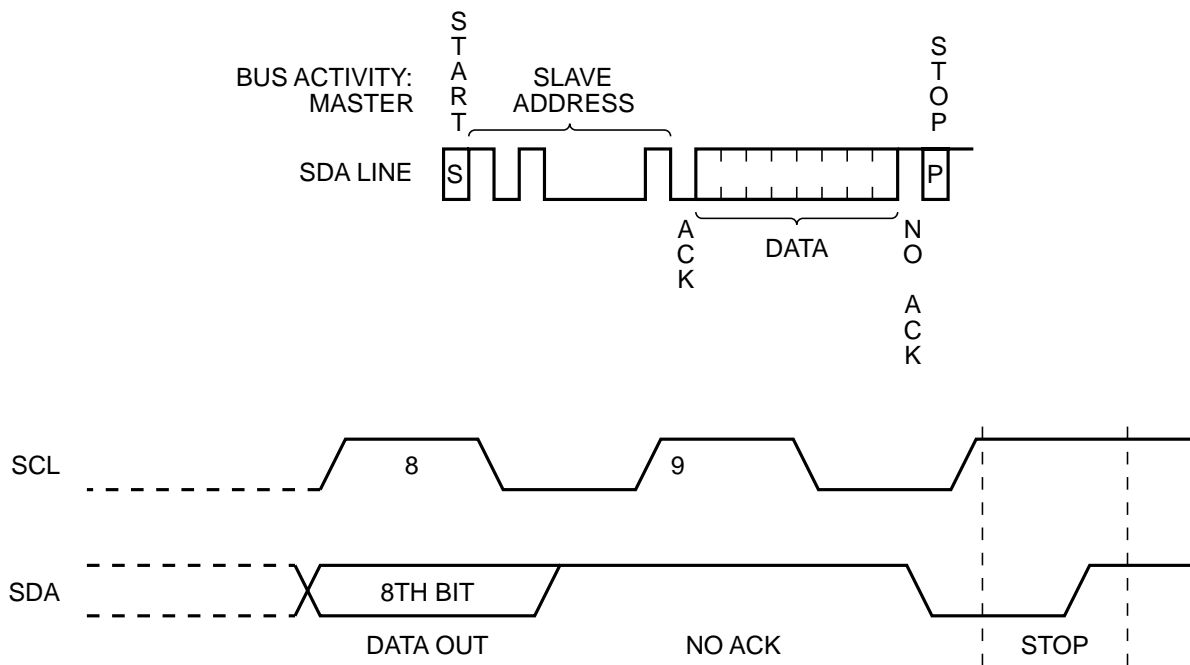 START
STOP
BUS ACTIVITY:
MASTER
SLAVE
ADDRESS
SDA LINE
S
P
ACK
DATA
NO ACK
SCL
8
9
SDA
8TH BIT
DATA OUT
NO ACK
STOP